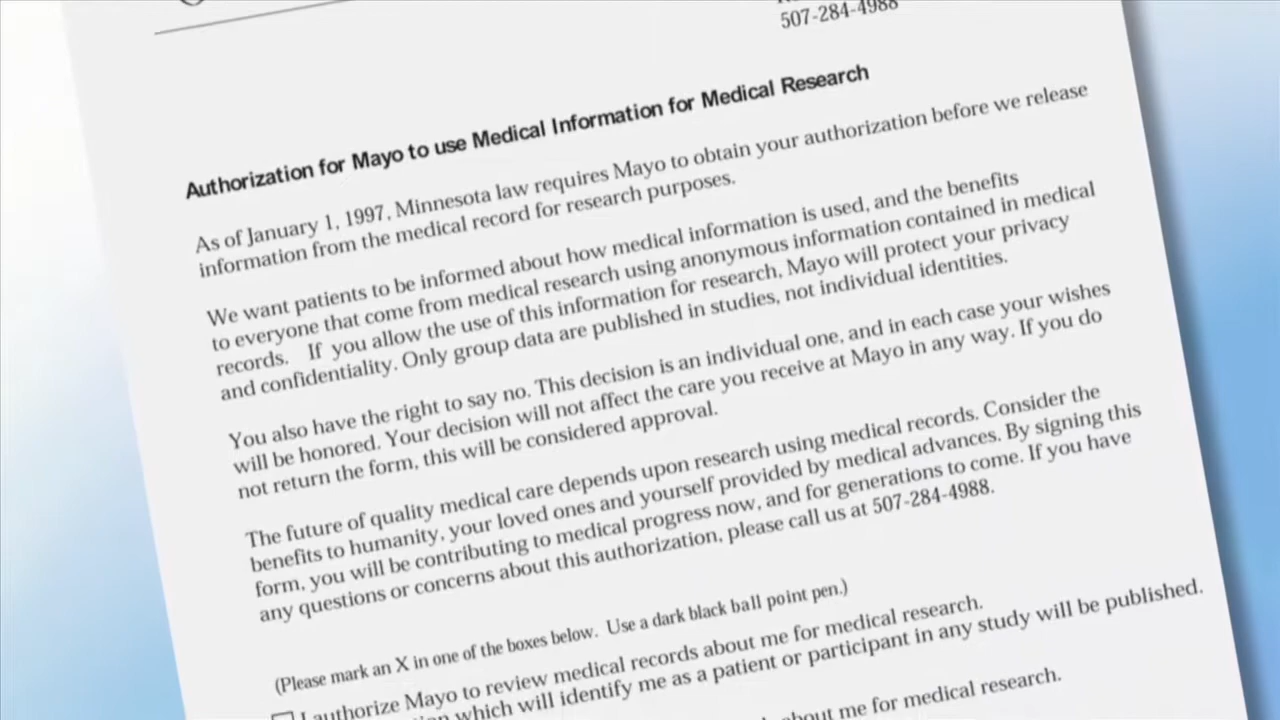 507-284-4988
Authorization for Mayo to use Medical Information for Medical Research
As of January 1, 1997, Minnesota law requires Mayo to obtain your authorization before we release
information from the medical record for research purposes.
We want patients to be informed about how medical information is used, and the benefits
to everyone that come from medical research using anonymous information contained in medical
records. If you allow the use of this information for research, Mayo will protect your privacy
and confidentiality. Only group data are published in studies, not individual identities.
You also have the right to say no. This decision is an individual one, and in each case your wishes
will be honored. Your decision will not affect the care you receive at Mayo in any way. If you do
not return the form, this will be considered approval.
The future of quality medical care depends upon research using medical records. Consider the
benefits to humanity, your loved ones and yourself provided by medical advances. By signing this
form, you will be contributing to medical progress now, and for generations to come. If you have
any questions or concerns about this authorization, please call us at 507-284-4988.
(Please mark an X in one of the boxes below. Use a dark black ball point pen.)
I authorize Mayo to review medical records about me for medical research.
which will identify me as a patient or participant in any study will be published.
about me for medical research.